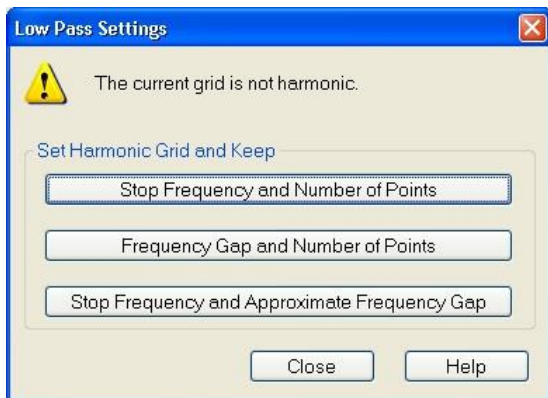 Low Pass Settings
The current grid is not harmonic.
Set Harmonic Grid and Keep
Stop Frequency and Number of Points
Frequency Gap and Number of Points
Stop Frequency and Approximate Frequency Gap
Close Help